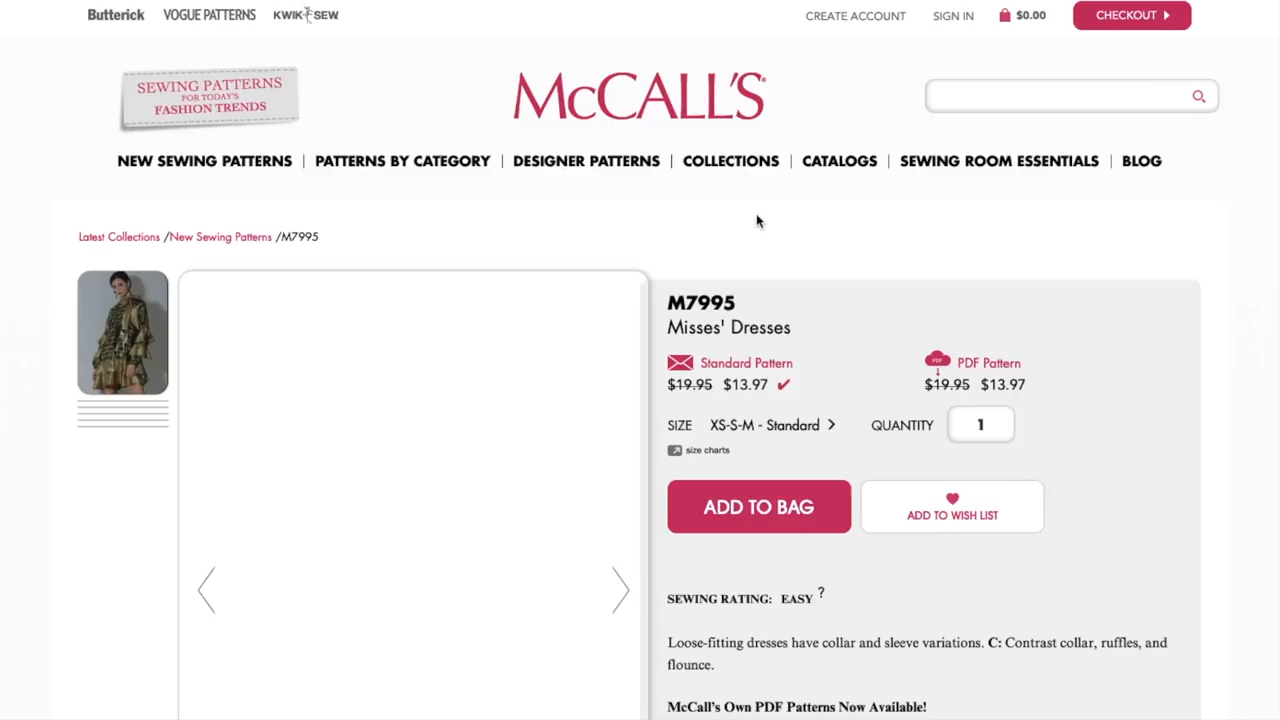 Butterick VOGUE PATTERNS KWIK SEW CREATE ACCOUNT SIGN IN $0.00 CHECKOUT
SEWING PATTERNS
FOR TODAY'S
FASHION TRENDS
McCALL'S
NEW SEWING PATTERNS | PATTERNS BY CATEGORY | DESIGNER PATTERNS | COLLECTIONS | CATALOGS | SEWING ROOM ESSENTIALS | BLOG
Latest Collections /New Sewing Patterns /M7995
M7995
Misses' Dresses
Standard Pattern PDF PDF Pattern
$19.95 $13.97 ✔ $19.95 $13.97
SIZE XS-S-M - Standard > QUANTITY 1
size charts
ADD TO BAG ADD TO WISH LIST
SEWING RATING: EASY ?
Loose-fitting dresses have collar and sleeve variations. C: Contrast collar, ruffles, and
flounce.
McCall's Own PDF Patterns Now Available!